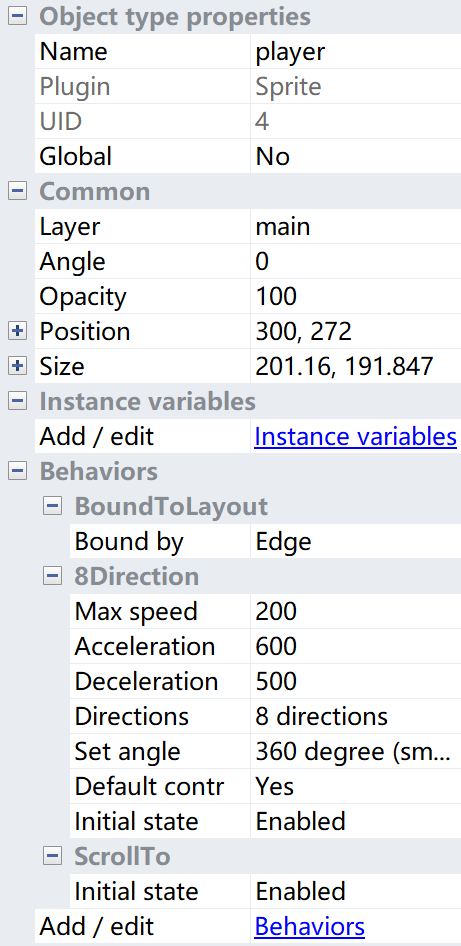 Object type properties
Name player
Plugin Sprite
UID 4
Global No
Common
Layer main
Angle 0
Opacity 100
Position 300, 272
Size 201.16, 191.847
Instance variables
Add / edit Instance variables
Behaviors
BoundToLayout
Bound by Edge
8Direction
Max speed 200
Acceleration 600
Deceleration 500
Directions 8 directions
Set angle 360 degree (sm...
Default contr Yes
Initial state Enabled
ScrollTo
Initial state Enabled
Add / edit Behaviors